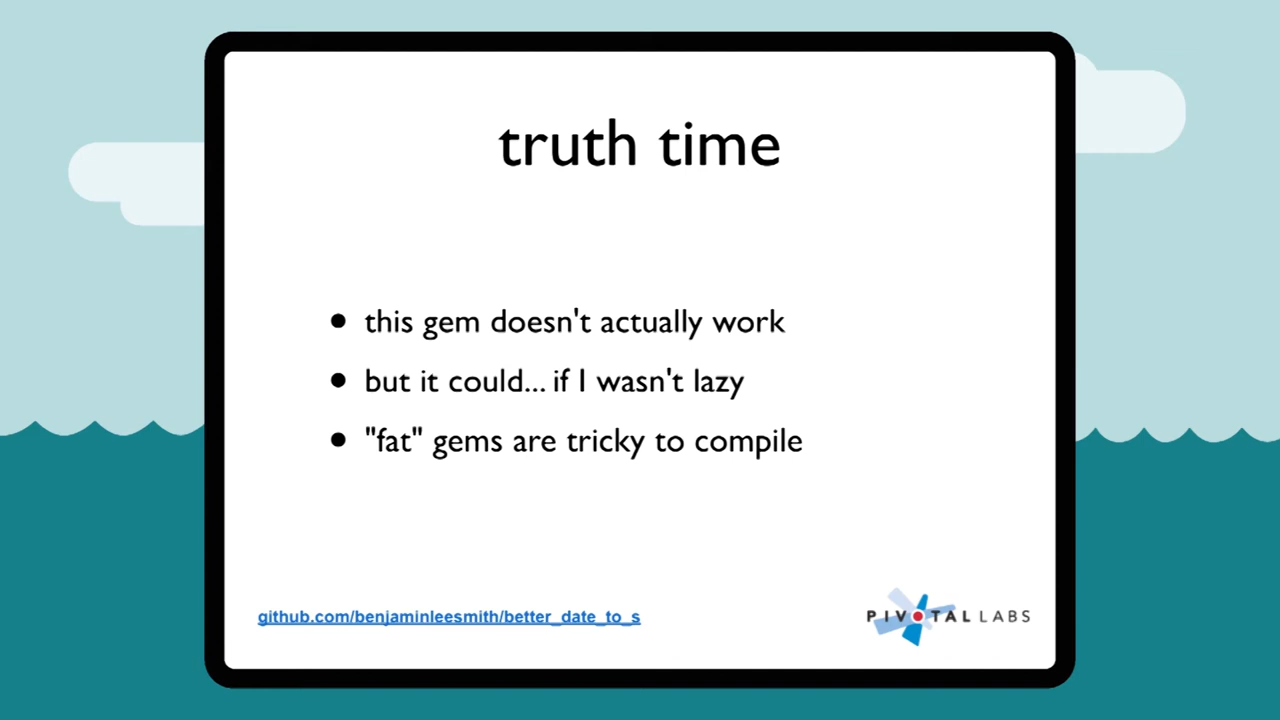 truth time
• this gem doesn't actually work
• but it could... if I wasn't lazy
• "fat" gems are tricky to compile
github.com/benjaminleesmith/better_date_to_s
PIVOTAL LABS